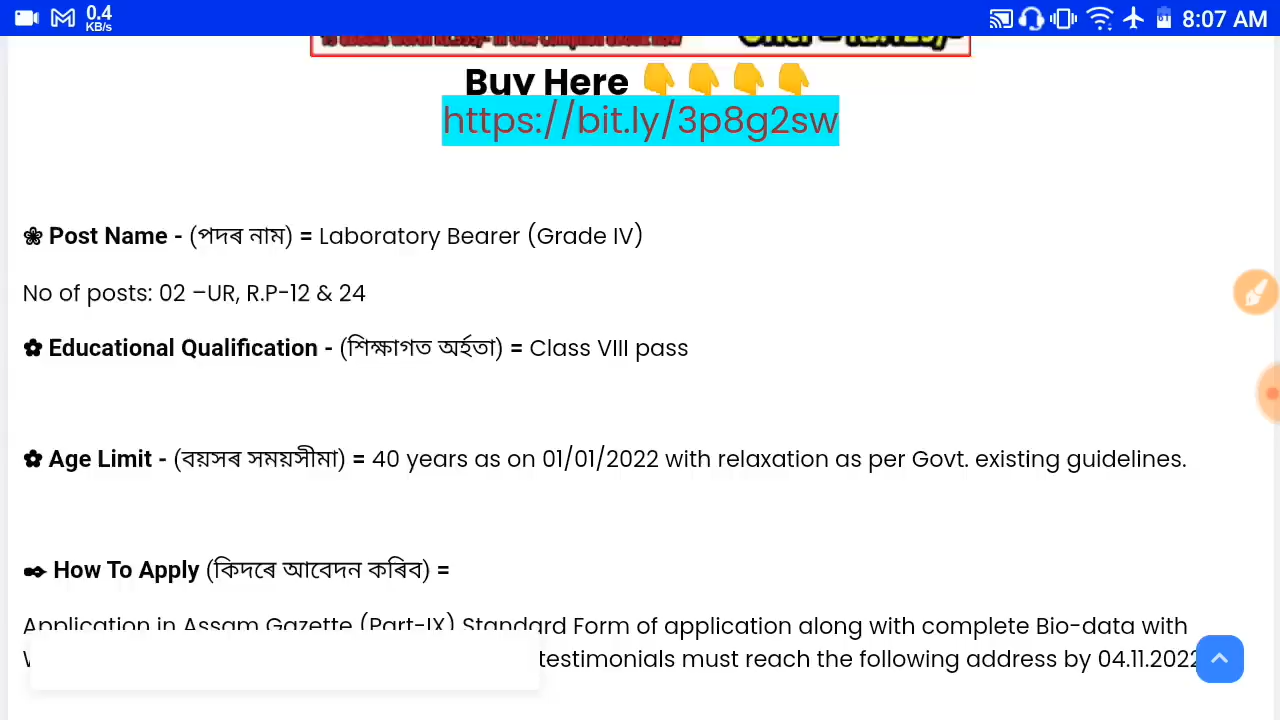 0.4
KB/s
61
8:07 AM
Buy Here 👇👇👇👇
https://bit.ly/3p8g2sw
❀ Post Name - (পদৰ নাম) = Laboratory Bearer (Grade IV)
No of posts: 02 –UR, R.P-12 & 24
✿ Educational Qualification - (শিক্ষাগত অৰ্হতা) = Class VIII pass
✿ Age Limit - (বয়সৰ সময়সীমা) = 40 years as on 01/01/2022 with relaxation as per Govt. existing guidelines.
✒ How To Apply (কিদৰে আবেদন কৰিব) =
Application in Assam Gazette (Part-IX) Standard Form of application along with complete Bio-data with
testimonials must reach the following address by 04.11.2022